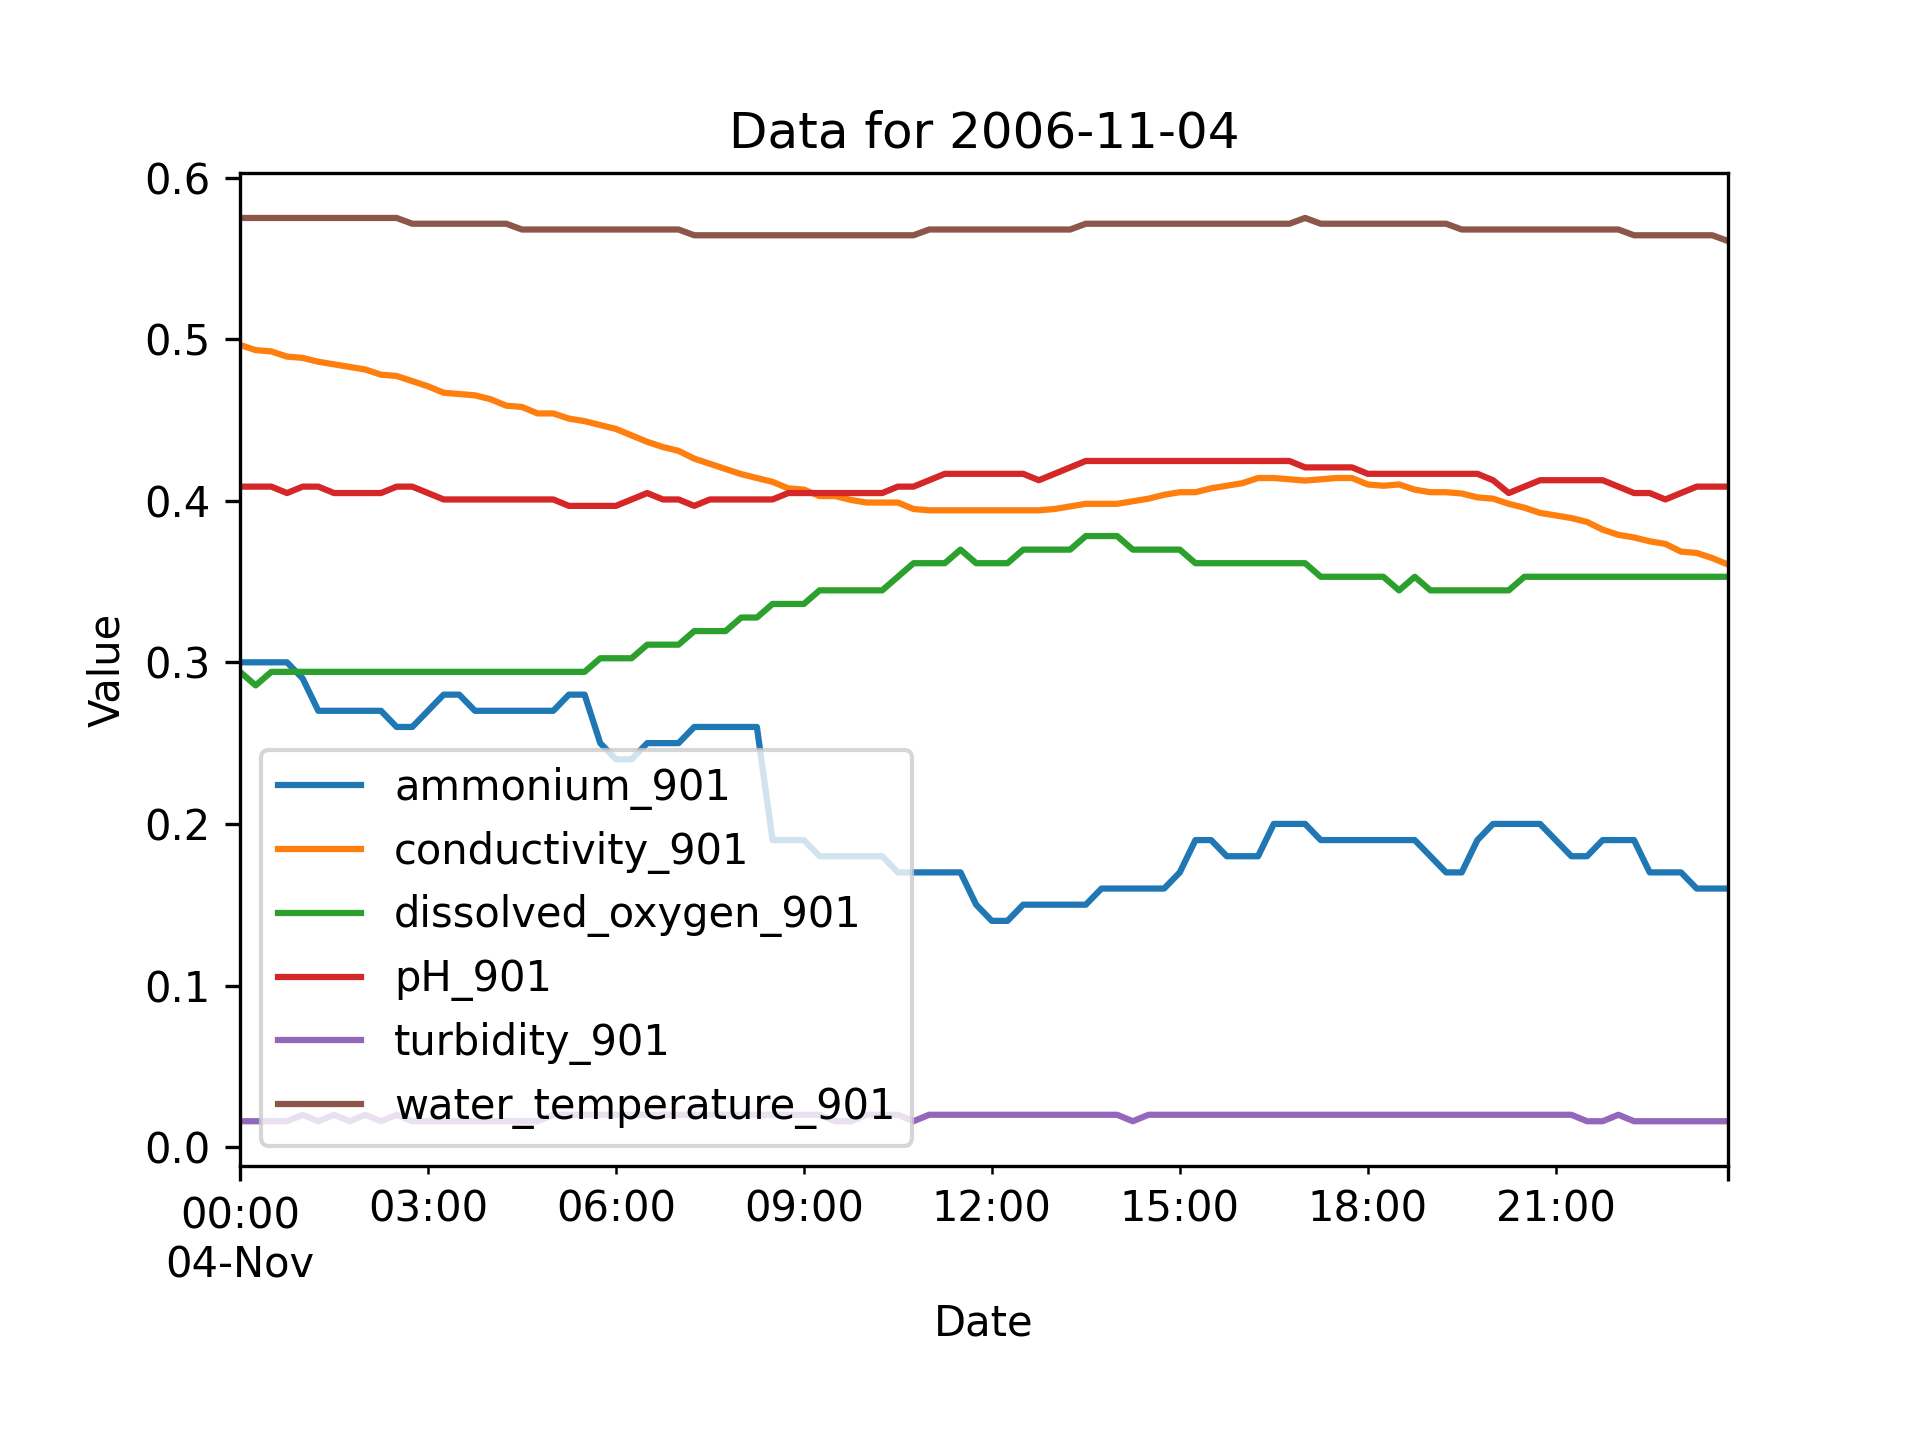 Data for 2006-11-04
0.6
0.5
0.4
0.3
0.2
0.1
0.0
Value
ammonium_901
conductivity_901
dissolved_oxygen_901
pH_901
turbidity_901
water_temperature_901
00:00 03:00 06:00 09:00 12:00 15:00 18:00 21:00
04-Nov
Date